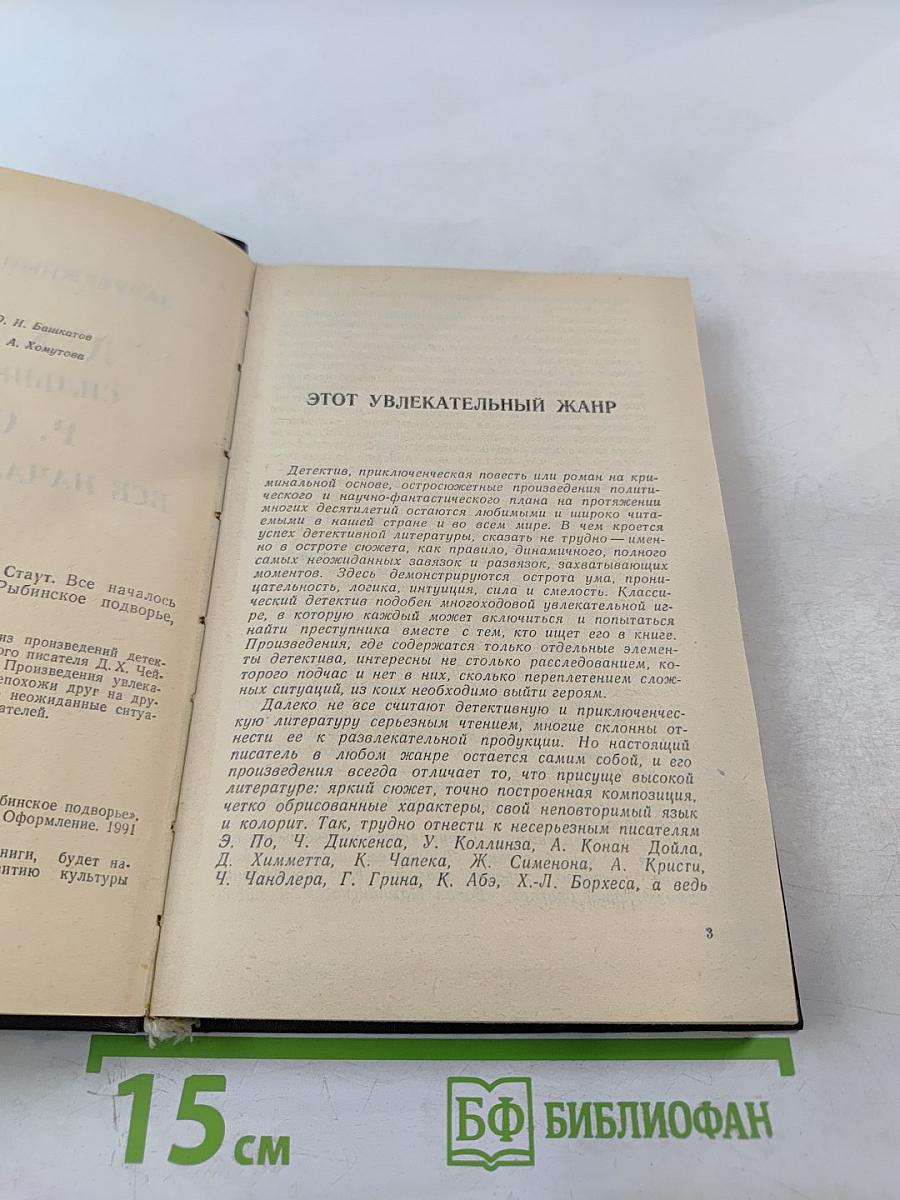 Э. И. Башкатов
А. Хомутова
Стаут. Все началось
Рыбинское подворье,
из произведений детек-
ого писателя Д. Х. Чей-
Произведения увлека-
епохожи друг на дру-
е неожиданные ситуа-
ателей.
бинское подворье».
Оформление. 1991
ниги, будет на-
витию культуры
ЭТОТ УВЛЕКАТЕЛЬНЫЙ ЖАНР
Детектив, приключенческая повесть или роман на кри-
минальной основе, остросюжетные произведения полити-
ческого и научно-фантастического плана на протяжении
многих десятилетий остаются любимыми и широко чита-
емыми в нашей стране и во всем мире. В чем кроется
успех детективной литературы, сказать не трудно — имен-
но в остроте сюжета, как правило, динамичного, полного
самых неожиданных завязок и развязок, захватывающих
моментов. Здесь демонстрируются острота ума, прони-
цательность, логика, интуиция, сила и смелость. Класси-
ческий детектив подобен многоходовой увлекательной иг-
ре, в которую каждый может включиться и попытаться
найти преступника вместе с тем, кто ищет его в книге.
Произведения, где содержатся только отдельные элемен-
ты детектива, интересны не столько расследованием, ко-
торого подчас и нет в них, сколько переплетением слож-
ных ситуаций, из коих необходимо выйти героям.
Далеко не все считают детективную и приключенчес-
кую литературу серьезным чтением, многие склонны от-
нести ее к развлекательной продукции. Но настоящий
писатель в любом жанре остается самим собой, и его
произведения всегда отличает то, что присуще высокой
литературе: яркий сюжет, точно построенная композиция,
четко обрисованные характеры, свой неповторимый язык
и колорит. Так, трудно отнести к несерьезным писателям
Э. По, Ч. Диккенса, У. Коллинза, А. Конан Дойла,
Д. Химметта, К. Чапека, Ж. Сименона, А. Кристи,
Ч. Чандлера, Г. Грина, К. Абэ, Х.-Л. Борхеса, а ведь
3
15 см
БФ БИБЛИОФАН